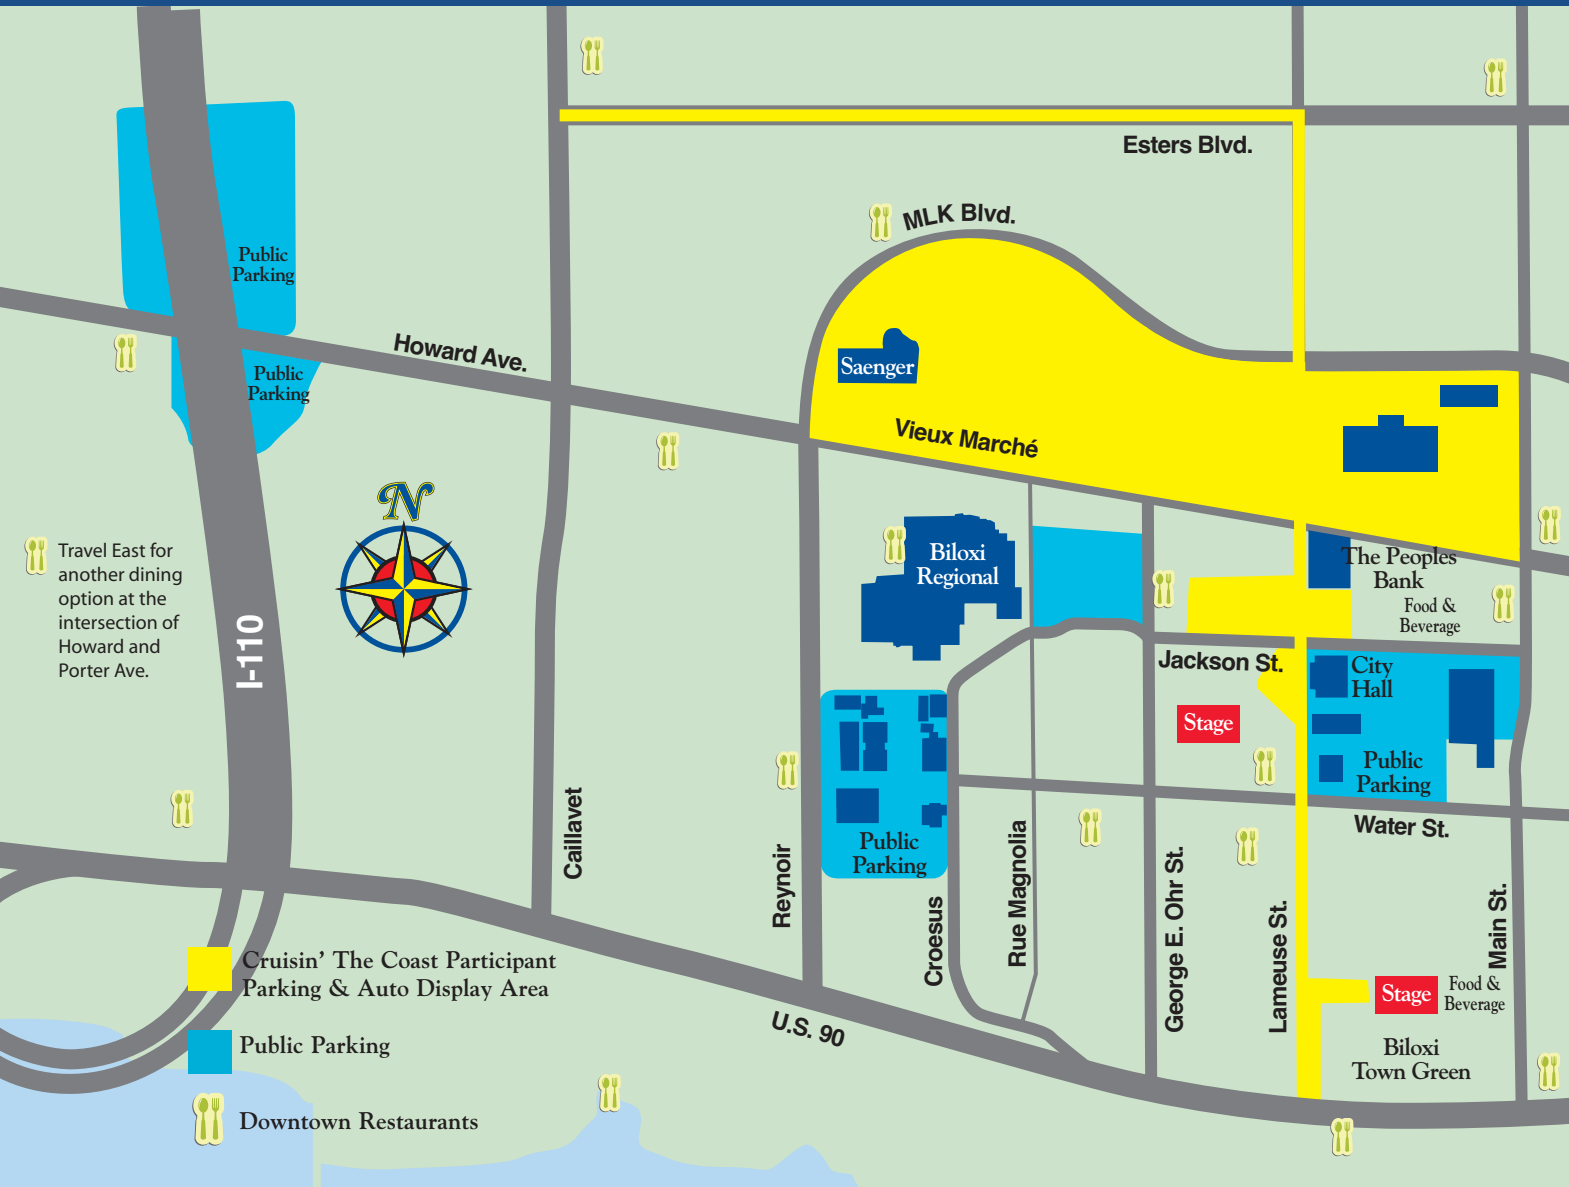 Esters Blvd.
MLK Blvd.
Public
Parking
Howard Ave.
Saenger
Public
Parking
Vieux Marché
N
Travel East for
another dining
option at the
intersection of
Howard and
Porter Ave.
I-110
Biloxi
Regional
The Peoples
Bank
Food &
Beverage
Jackson St.
City
Hall
Stage
Public
Parking
Water St.
Caillavet
Reynoir
Public
Parking
Croesus
Rue Magnolia
George E. Ohr St.
Lameuse St.
Main St.
Stage
Food &
Beverage
Biloxi
Town Green
U.S. 90
Cruisin' The Coast Participant
Parking & Auto Display Area
Public Parking
Downtown Restaurants